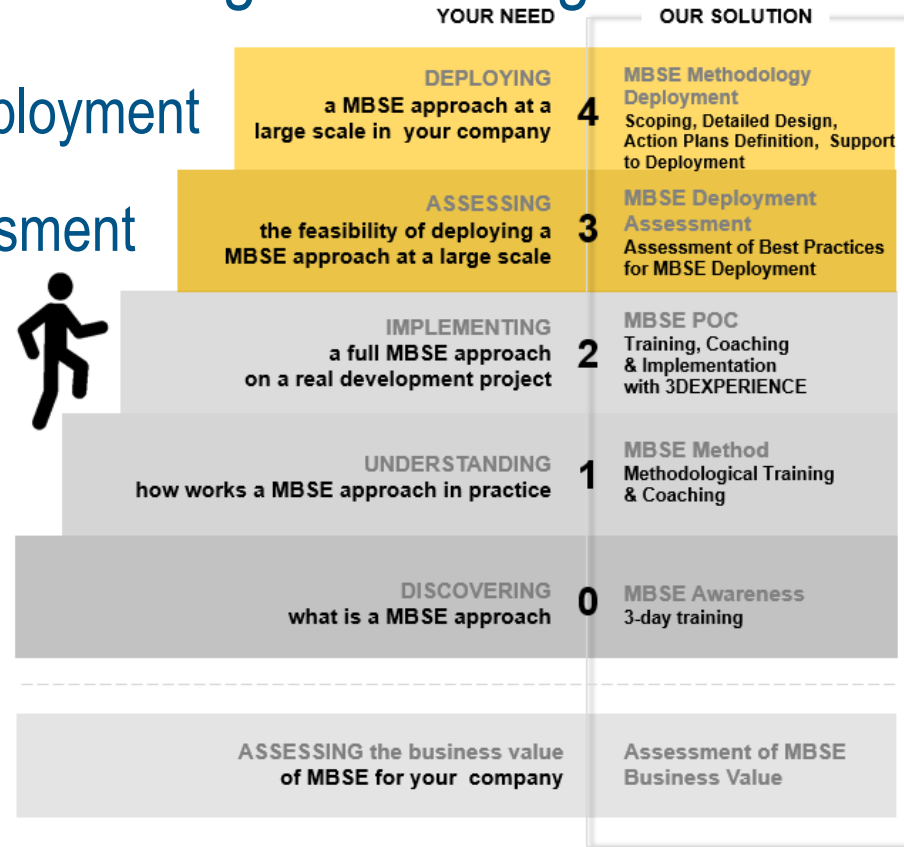 YOUR NEED
OUR SOLUTION
ployment
sment
DEPLOYING
a MBSE approach at a
large scale in your company
4
MBSE Methodology
Deployment
Scoping, Detailed Design,
Action Plans Definition, Support
to Deployment
ASSESSING
the feasibility of deploying a
MBSE approach at a large scale
3
MBSE Deployment
Assessment
Assessment of Best Practices
for MBSE Deployment
IMPLEMENTING
a full MBSE approach
on a real development project
2
MBSE POC
Training, Coaching
& Implementation
with 3DEXPERIENCE
UNDERSTANDING
how works a MBSE approach in practice
1
MBSE Method
Methodological Training
& Coaching
DISCOVERING
what is a MBSE approach
0
MBSE Awareness
3-day training
ASSESSING the business value
of MBSE for your company
Assessment of MBSE
Business Value